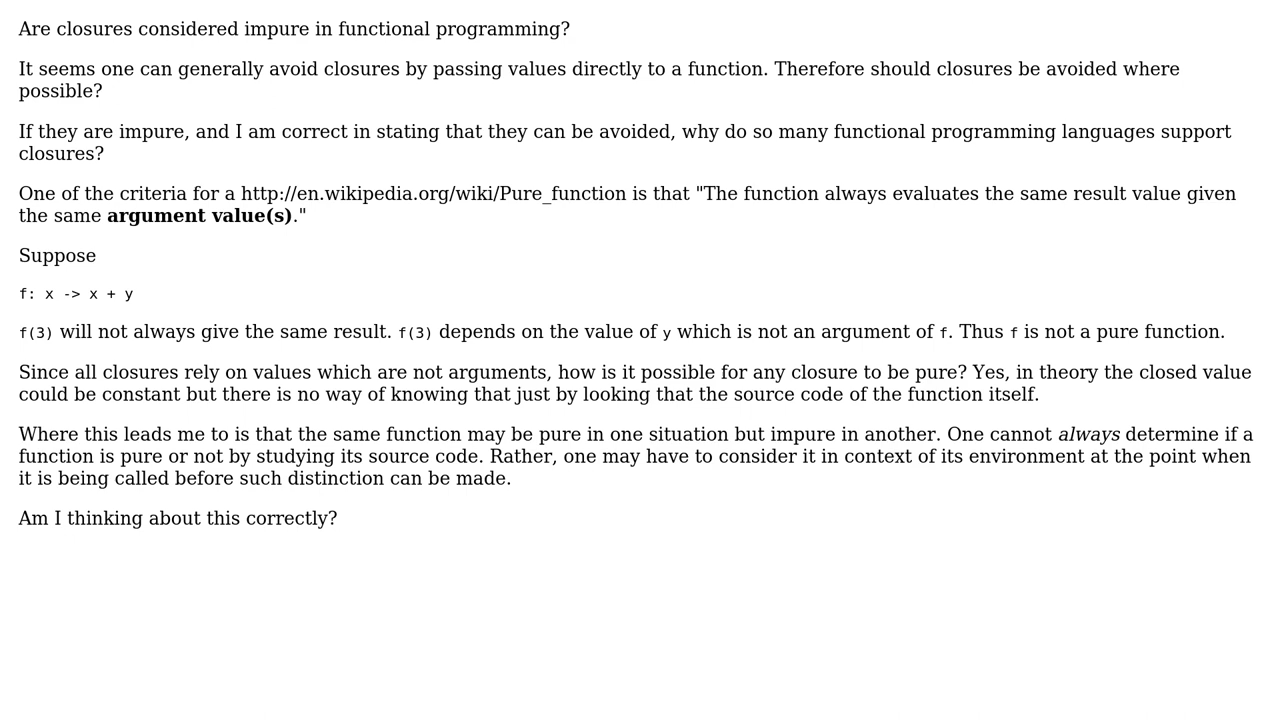 Are closures considered impure in functional programming?
It seems one can generally avoid closures by passing values directly to a function. Therefore should closures be avoided where
possible?
If they are impure, and I am correct in stating that they can be avoided, why do so many functional programming languages support
closures?
One of the criteria for a http://en.wikipedia.org/wiki/Pure_function is that "The function always evaluates the same result value given
the same argument value(s)."
Suppose
f: x -> x + y
f(3) will not always give the same result. f(3) depends on the value of y which is not an argument of f. Thus f is not a pure function.
Since all closures rely on values which are not arguments, how is it possible for any closure to be pure? Yes, in theory the closed value
could be constant but there is no way of knowing that just by looking that the source code of the function itself.
Where this leads me to is that the same function may be pure in one situation but impure in another. One cannot always determine if a
function is pure or not by studying its source code. Rather, one may have to consider it in context of its environment at the point when
it is being called before such distinction can be made.
Am I thinking about this correctly?